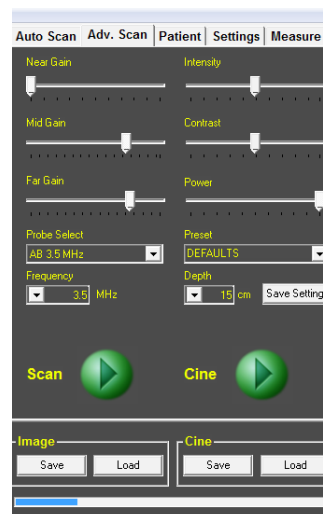 Auto Scan Adv. Scan Patient Settings Measure
Near Gain Intensity
Mid Gain Contrast
Far Gain Power
Probe Select Preset
AB 3.5 MHz DEFAULTS
Frequency Depth
3.5 MHz 15 cm Save Setting
Scan Cine
Image Cine
Save Load Save Load